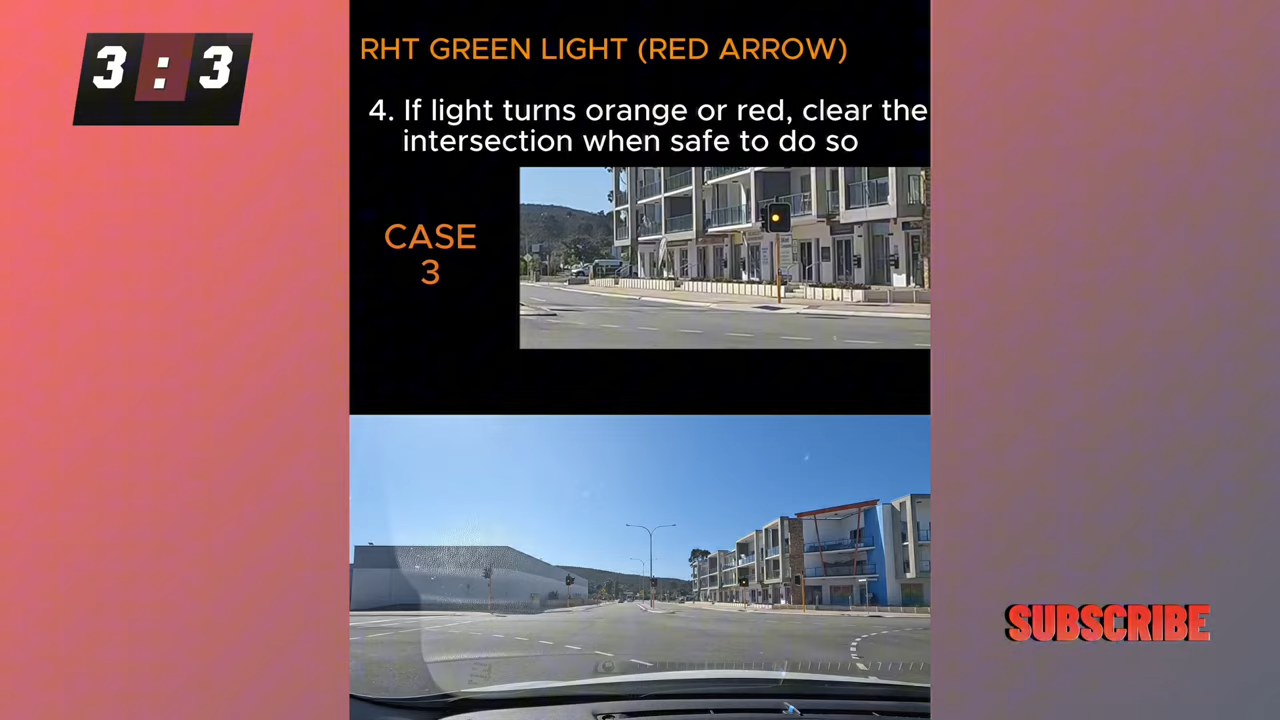 3 : 3
RHT GREEN LIGHT (RED ARROW)
4. If light turns orange or red, clear the
intersection when safe to do so
CASE
3
SUBSCRIBE